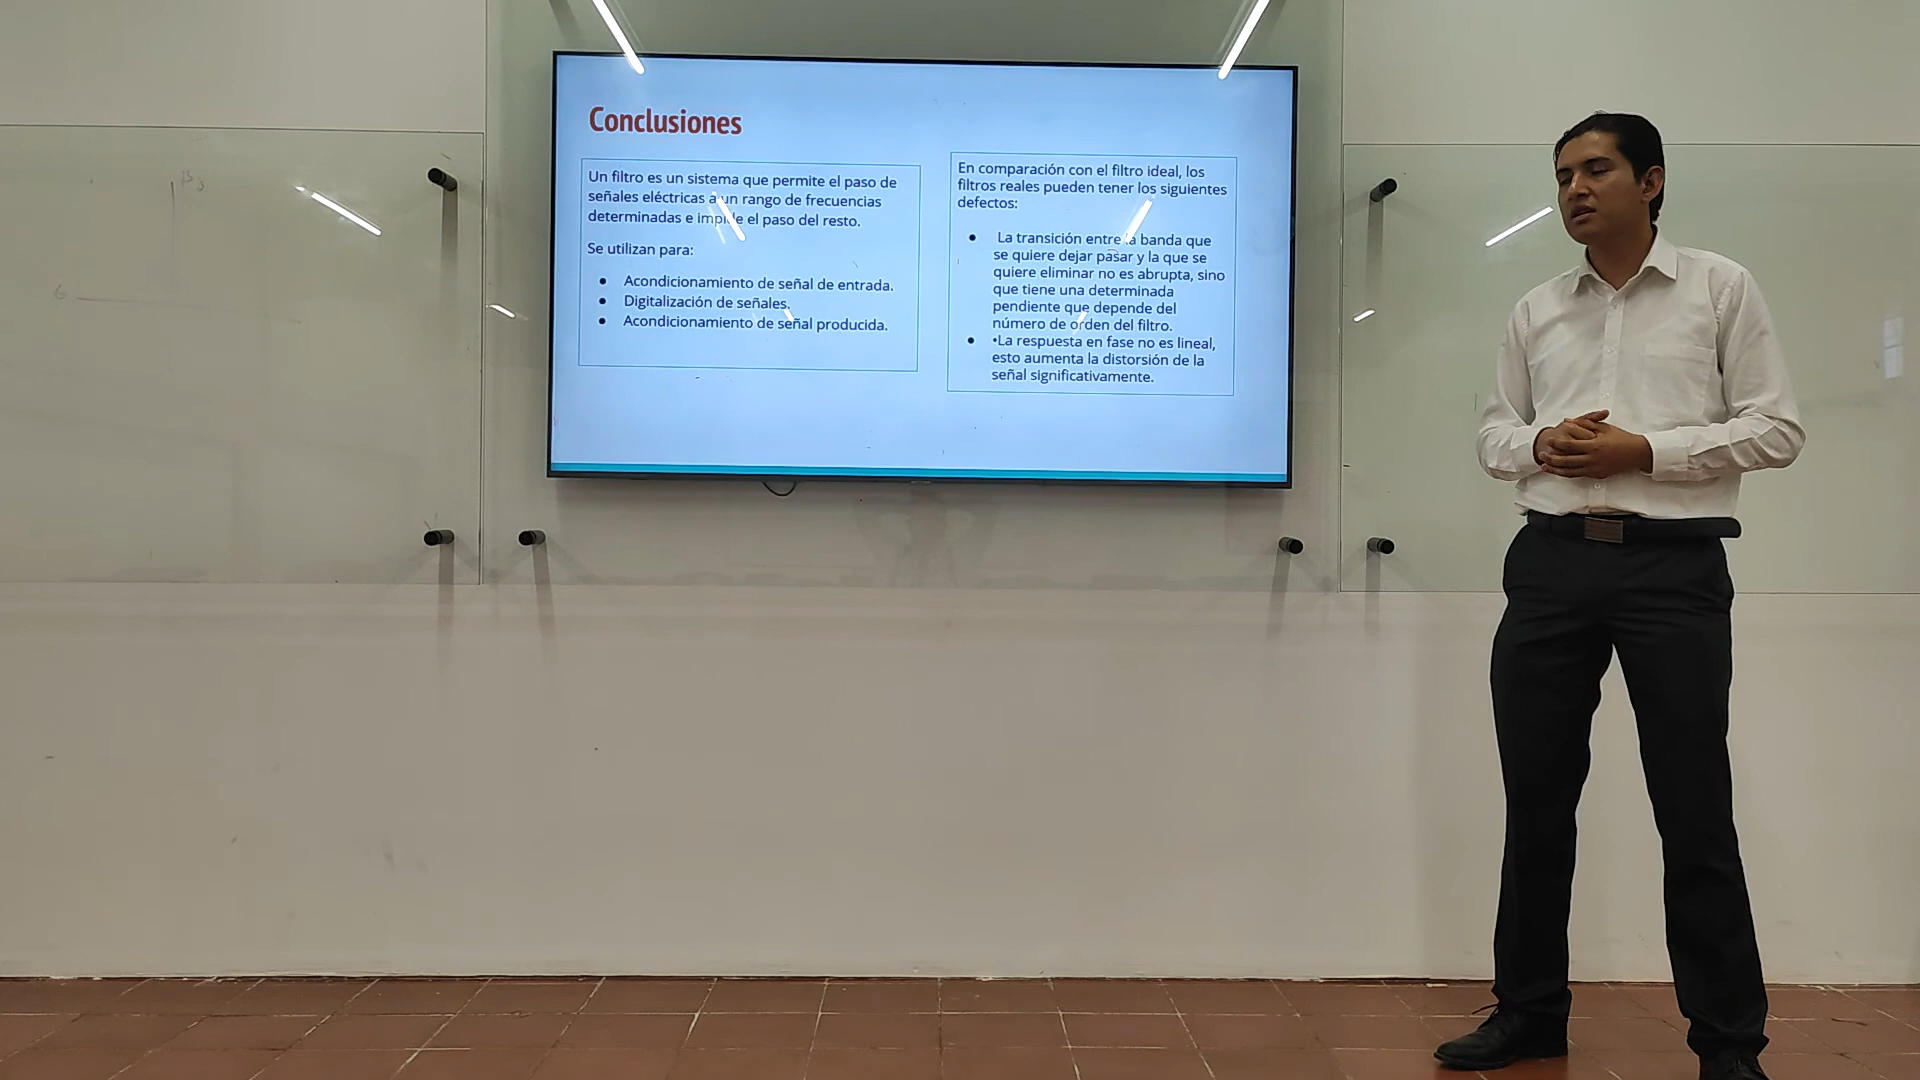 Conclusiones
Un filtro es un sistema que permite el paso de
señales eléctricas a un rango de frecuencias
determinadas e impide el paso del resto.
Se utilizan para:
● Acondicionamiento de señal de entrada.
● Digitalización de señales.
● Acondicionamiento de señal producida.
En comparación con el filtro ideal, los
filtros reales pueden tener los siguientes
defectos:
● La transición entre la banda que
se quiere dejar pasar y la que se
quiere eliminar no es abrupta, sino
que tiene una determinada
pendiente que depende del
número de orden del filtro.
● •La respuesta en fase no es lineal,
esto aumenta la distorsión de la
señal significativamente.